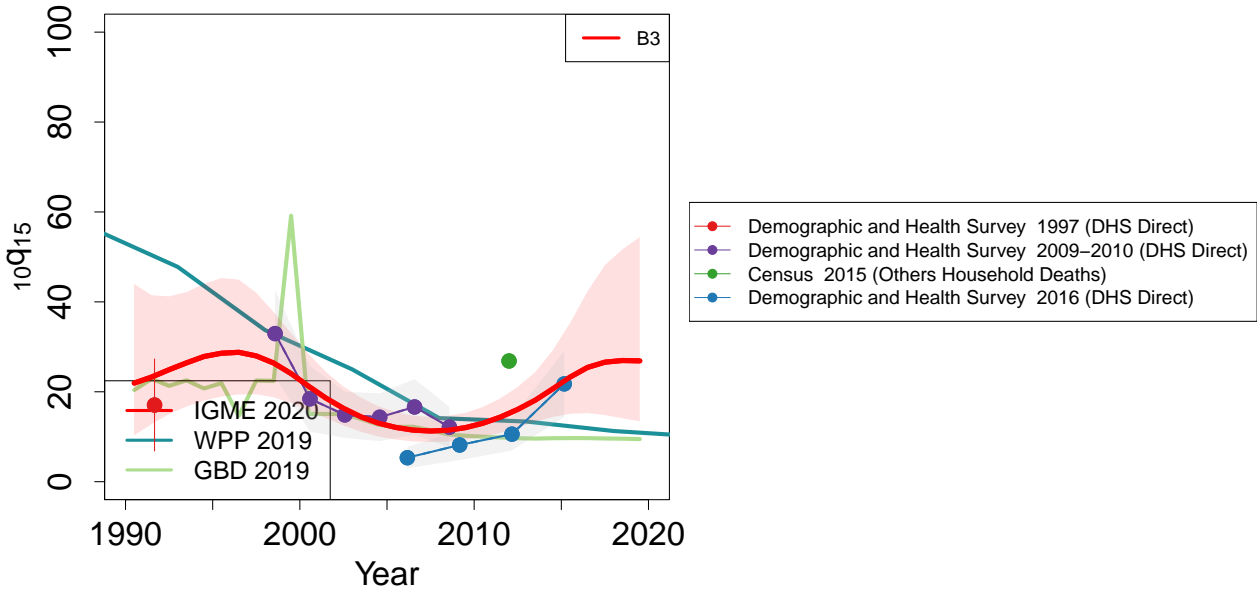 B3
100
80
60
40
20
0
10q15
IGME 2020
WPP 2019
GBD 2019
1990
2000
2010
2020
Year
Demographic and Health Survey 1997 (DHS Direct)
Demographic and Health Survey 2009–2010 (DHS Direct)
Census 2015 (Others Household Deaths)
Demographic and Health Survey 2016 (DHS Direct)